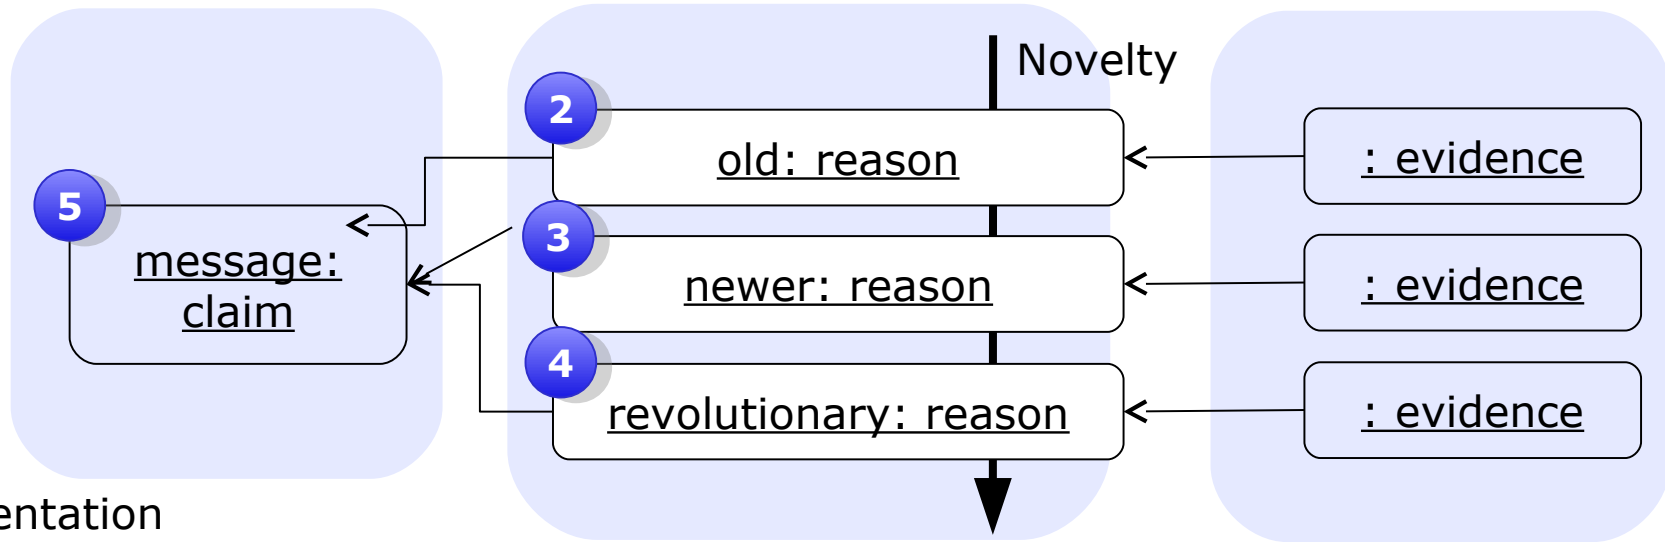 Novelty
2
old: reason
: evidence
5
message:
claim
3
newer: reason
: evidence
4
revolutionary: reason
: evidence
entation